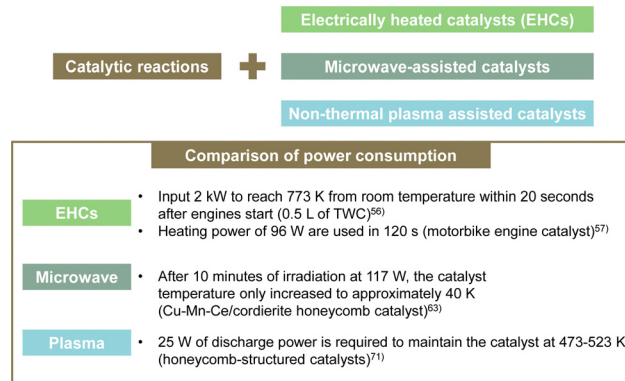 Electrically heated catalysts (EHCs)
Catalytic reactions + Microwave-assisted catalysts
Non-thermal plasma assisted catalysts
Comparison of power consumption
EHCs
• Input 2 kW to reach 773 K from room temperature within 20 seconds
after engines start (0.5 L of TWC)⁵⁶⁾
• Heating power of 96 W are used in 120 s (motorbike engine catalyst)⁵⁷⁾
Microwave
• After 10 minutes of irradiation at 117 W, the catalyst
temperature only increased to approximately 40 K
(Cu-Mn-Ce/cordierite honeycomb catalyst)⁶³⁾
Plasma
• 25 W of discharge power is required to maintain the catalyst at 473-523 K
(honeycomb-structured catalysts)⁷¹⁾